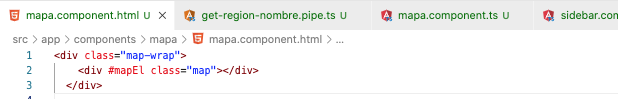 mapa.component.html U
get-region-nombre.pipe.ts U
mapa.component.ts U
sidebar.con
src > app > components > mapa > mapa.component.html > ...
1 <div class="map-wrap">
2 <div #mapEl class="map"></div>
3 </div>